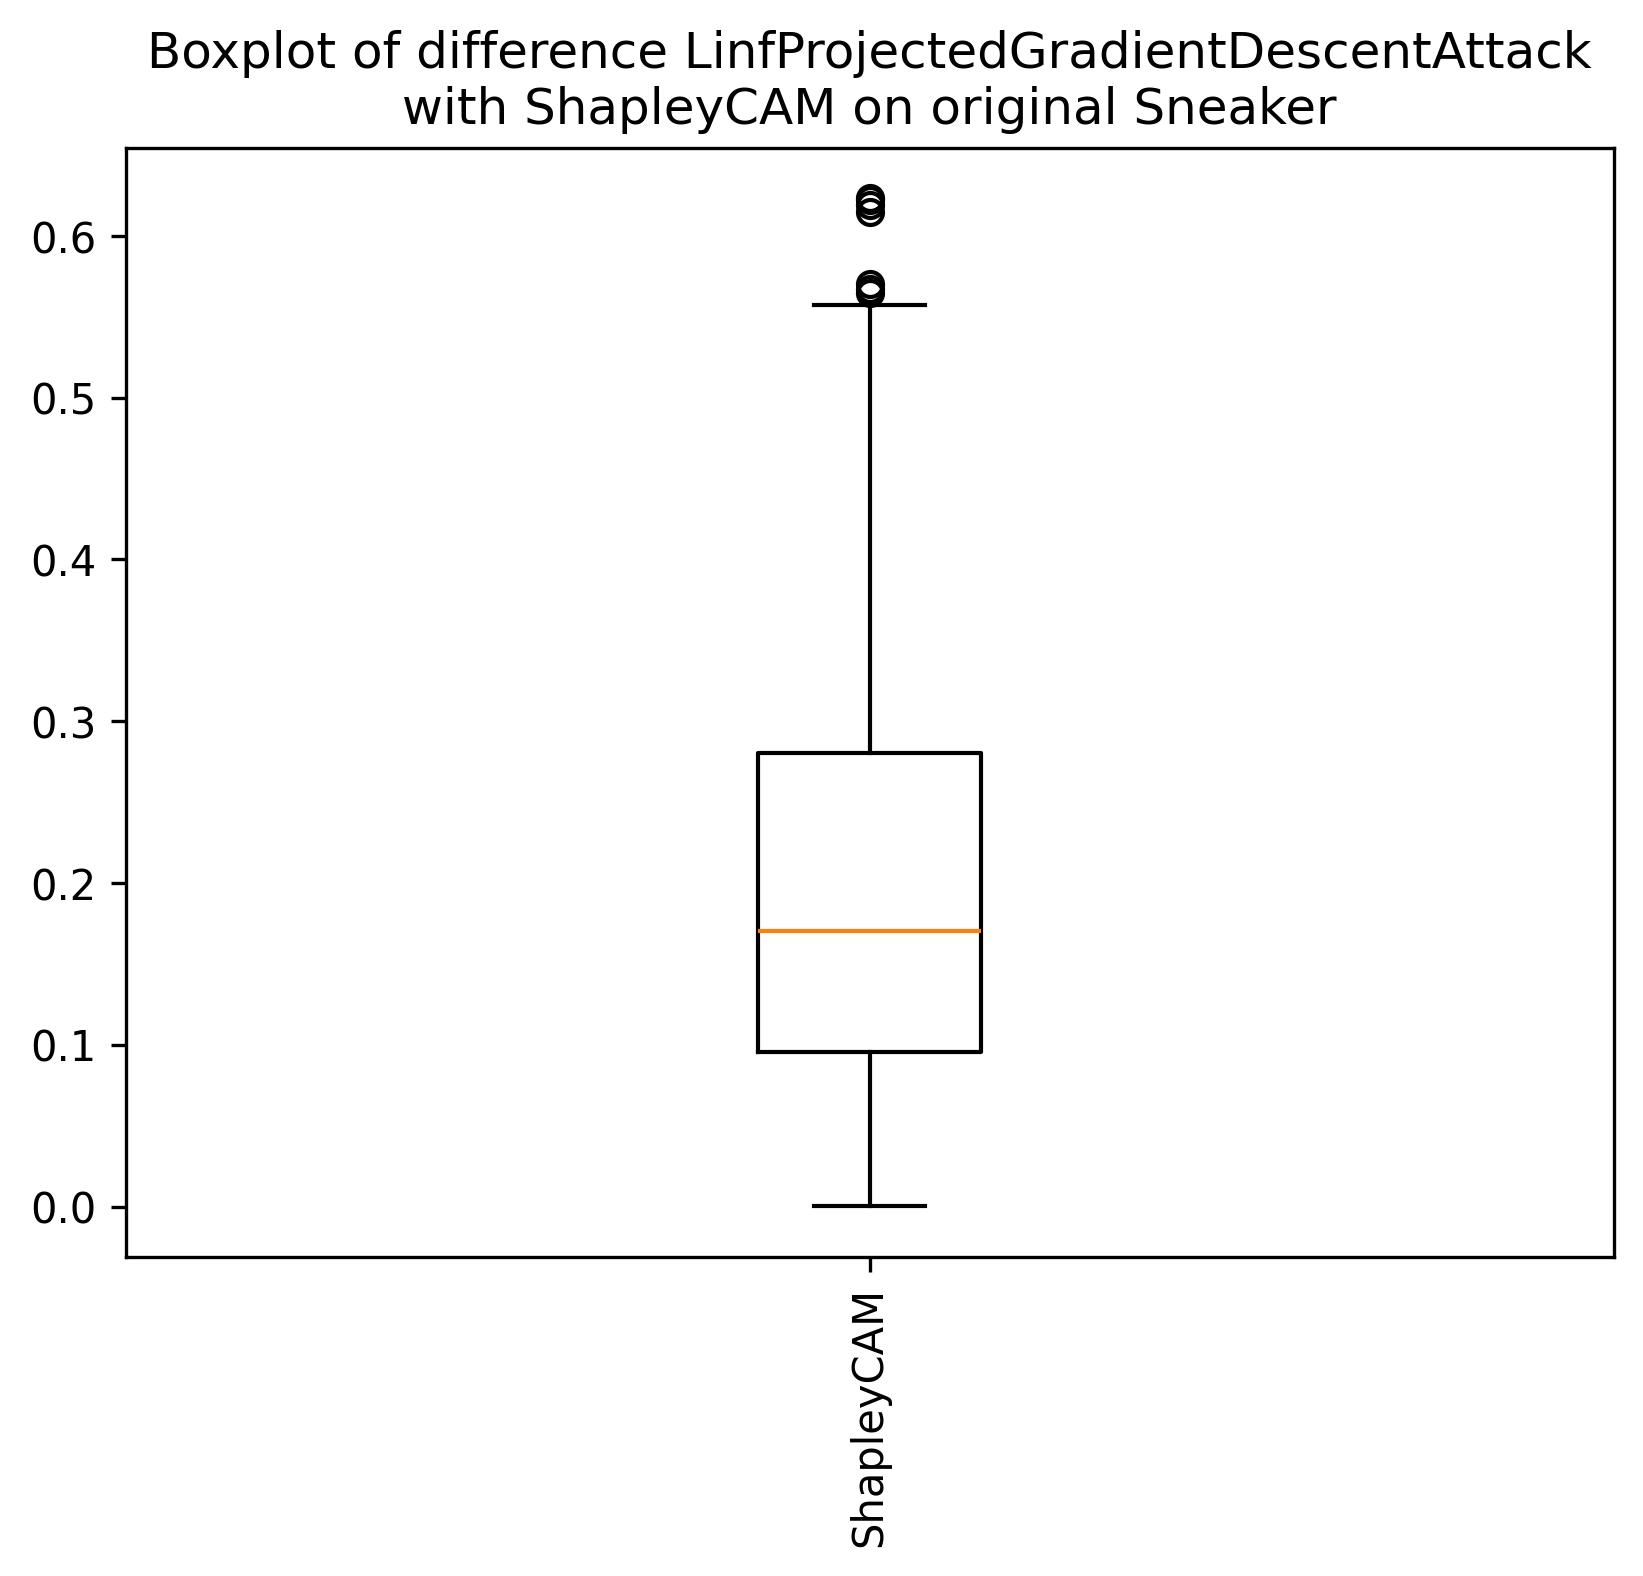 Boxplot of difference LinfProjectedGradientDescentAttack
with ShapleyCAM on original Sneaker
0.6
0.5
0.4
0.3
0.2
0.1
0.0
ShapleyCAM